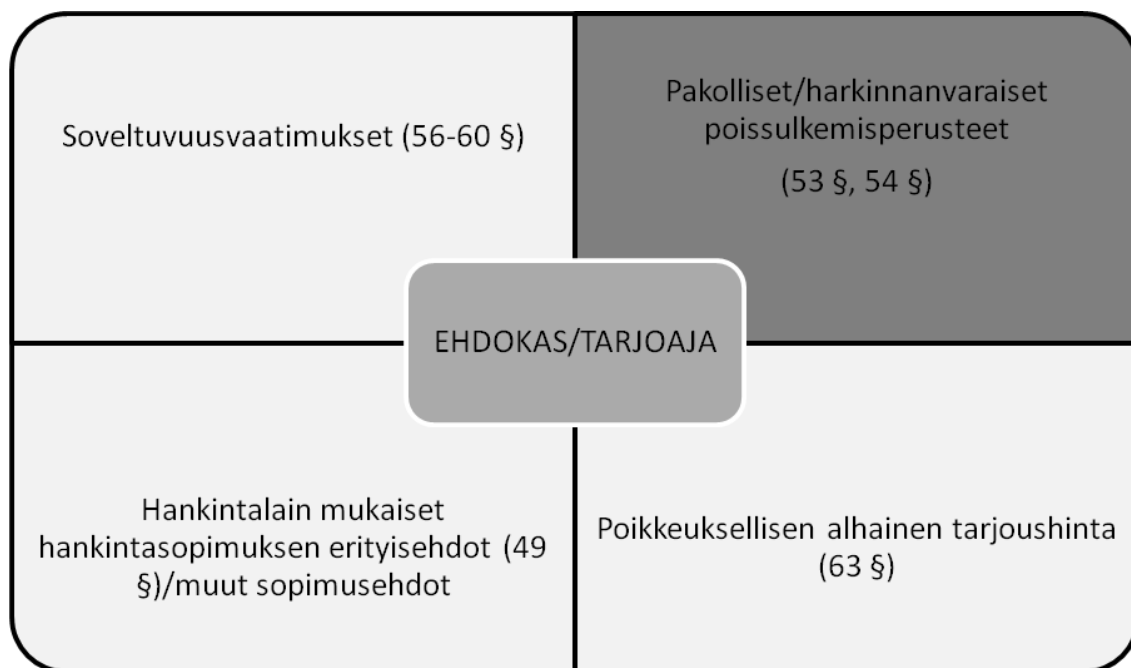 Soveltuvuusvaatimukset (56-60 §)
Pakolliset/harkinnanvaraiset
poissulkemisperusteet
(53 §, 54 §)
EHDOKAS/TARJOAJA
Hankintalain mukaiset
hankintasopimuksen erityisehdot (49
§)/muut sopimusehdot
Poikkeuksellisen alhainen tarjoushinta
(63 §)